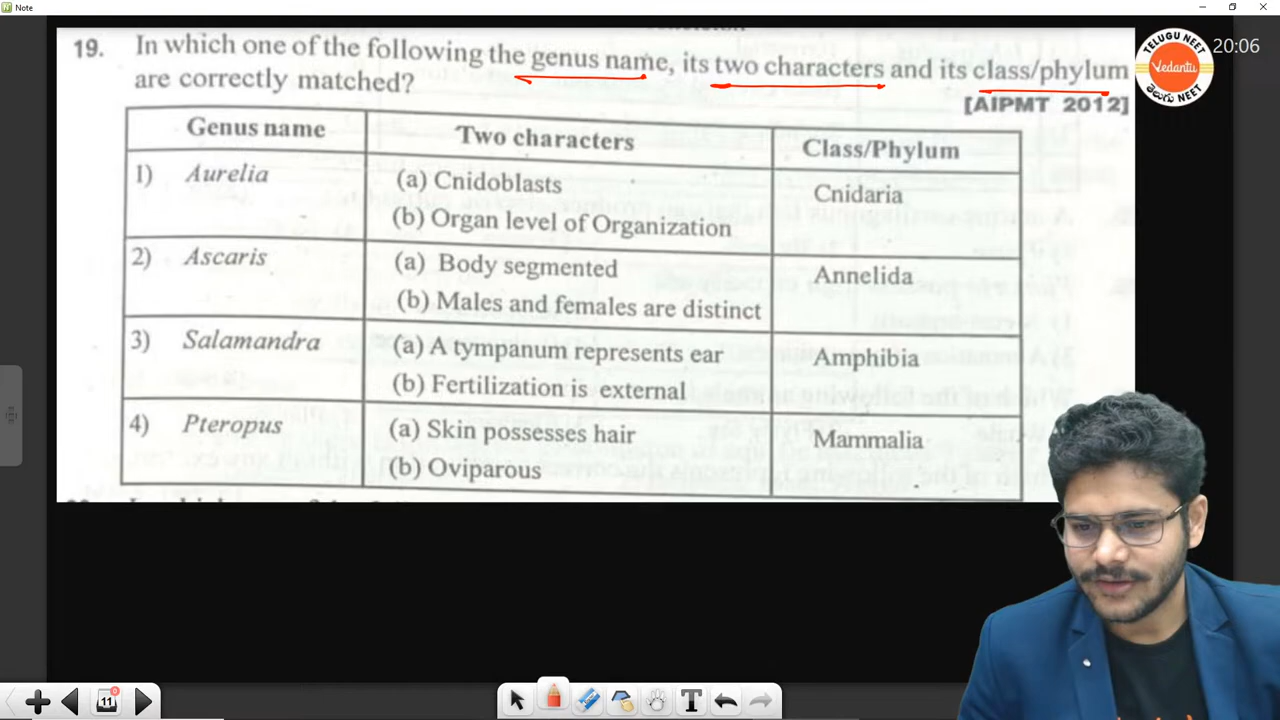 Note
20:06
TELUGU NEET
Vedantu
తెలుగు NEET
19. In which one of the following the genus name, its two characters and its class/phylum
are correctly matched?
[AIPMT 2012]
Genus name Two characters Class/Phylum
1) Aurelia (a) Cnidoblasts Cnidaria
(b) Organ level of Organization
2) Ascaris (a) Body segmented Annelida
(b) Males and females are distinct
3) Salamandra (a) A tympanum represents ear Amphibia
(b) Fertilization is external
4) Pteropus (a) Skin possesses hair Mammalia
(b) Oviparous
11
0
T